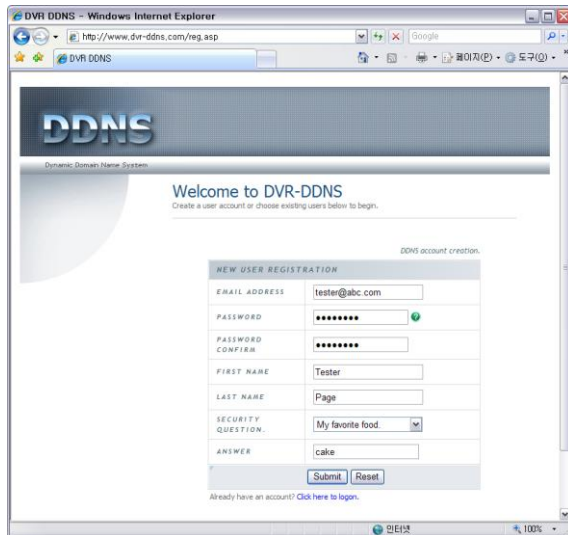 DVR DDNS - Windows Internet Explorer
http://www.dvr-ddns.com/reg.asp
Google
DVR DDNS
페이지(P)
도구(O)
DDNS
Dynamic Domain Name System
Welcome to DVR-DDNS
Create a user account or choose existing users below to begin.
DDNS account creation.
NEW USER REGISTRATION
EMAIL ADDRESS tester@abc.com
PASSWORD ••••••••
PASSWORD CONFIRM ••••••••
FIRST NAME Tester
LAST NAME Page
SECURITY QUESTION. My favorite food.
ANSWER cake
Submit Reset
Already have an account? Click here to logon.
인터넷 100%